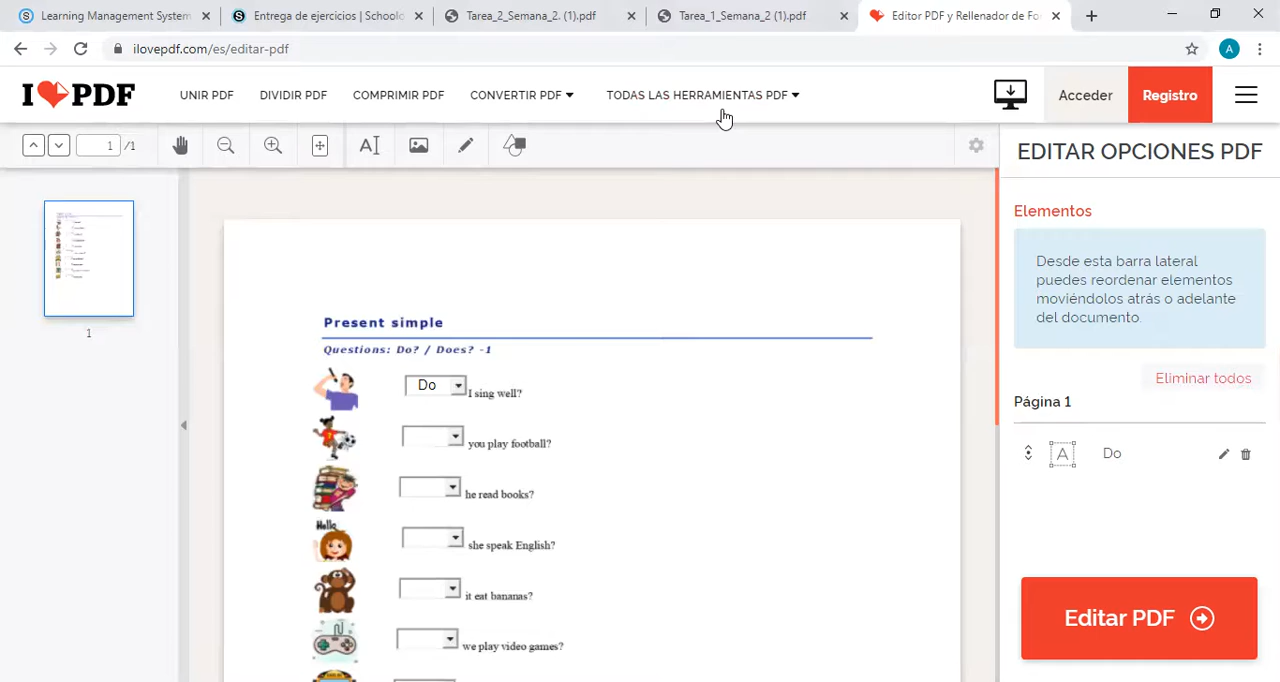 Learning Management System
Entrega de ejercicios | Schoolo
Tarea_2_Semana_2. (1).pdf
Tarea_1_Semana_2 (1).pdf
Editor PDF y Rellenador de For
ilovepdf.com/es/editar-pdf
A
I PDF
UNIR PDF
DIVIDIR PDF
COMPRIMIR PDF
CONVERTIR PDF
TODAS LAS HERRAMIENTAS PDF
Acceder
Registro
1 /1
EDITAR OPCIONES PDF
Elementos
Desde esta barra lateral
puedes reordenar elementos
moviéndolos atrás o adelante
del documento.
Eliminar todos
Página 1
A Do
Editar PDF
1
Present simple
Questions: Do? / Does? -1
Do I sing well?
you play football?
he read books?
Hello
she speak English?
it eat bananas?
we play video games?